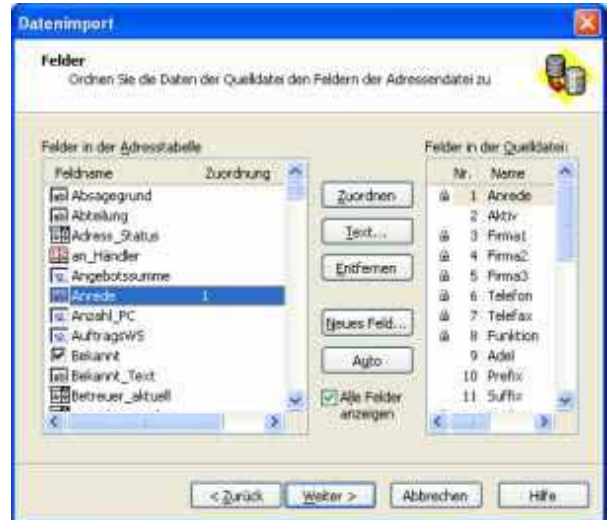 Datenimport
Felder
Ordnen Sie die Daten der Quelldatei den Feldern der Adressendatei zu
Felder in der Adresstabelle
Feldname Zuordnung
Absagegrund
Abteilung
Adress_Status
an_Händler
Angebotssumme
Anrede 1
Anzahl_PC
AuftragsWS
Bekannt
Bekannt_Text
Betreuer_aktuell
Zuordnen
Text...
Entfernen
Neues Feld...
Auto
Alle Felder
anzeigen
Felder in der Quelldatei:
Nr. Name
1 Anrede
2 Aktiv
3 Firma1
4 Firma2
5 Firma3
6 Telefon
7 Telefax
8 Funktion
9 Adel
10 Prefix
11 Suffix
< Zurück
Weiter >
Abbrechen
Hilfe